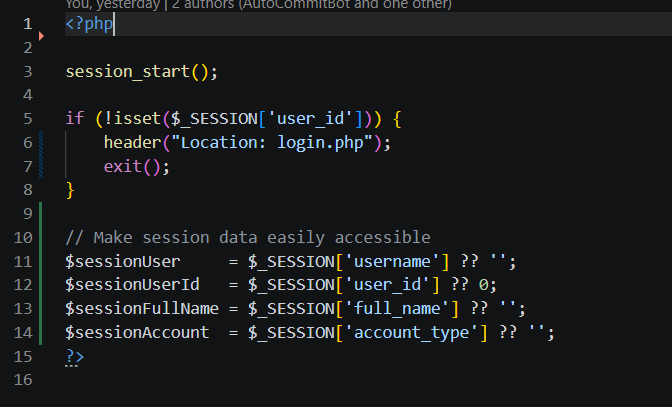 You, yesterday | 2 authors (AutoCommitBot and one other)
1 <?php
2
3 session_start();
4
5 if (!isset($_SESSION['user_id'])) {
6     header("Location: login.php");
7     exit();
8 }
9
10 // Make session data easily accessible
11 $sessionUser     = $_SESSION['username'] ?? '';
12 $sessionUserId   = $_SESSION['user_id'] ?? 0;
13 $sessionFullName = $_SESSION['full_name'] ?? '';
14 $sessionAccount  = $_SESSION['account_type'] ?? '';
15 ?>
16